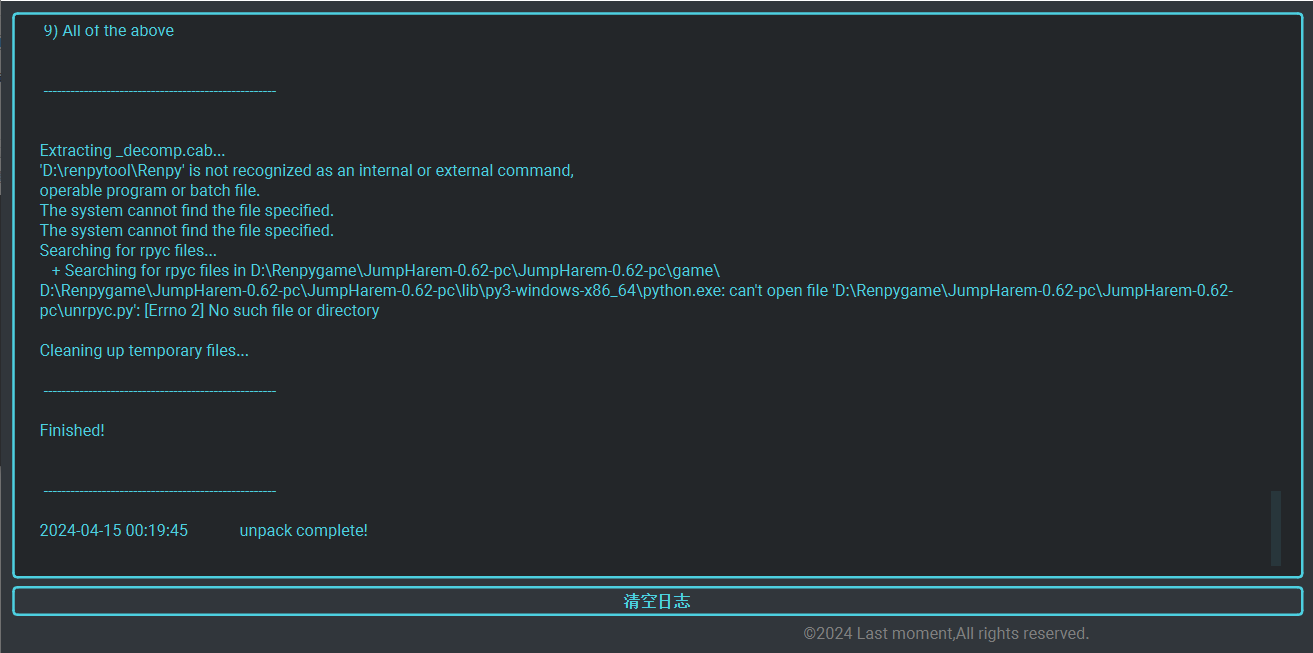 9) All of the above
----------------------------------------------------
Extracting _decomp.cab...
'D:\renpytool\Renpy' is not recognized as an internal or external command,
operable program or batch file.
The system cannot find the file specified.
The system cannot find the file specified.
Searching for rpyc files...
+ Searching for rpyc files in D:\Renpygame\JumpHarem-0.62-pc\JumpHarem-0.62-pc\game\
D:\Renpygame\JumpHarem-0.62-pc\JumpHarem-0.62-pc\lib\py3-windows-x86_64\python.exe: can't open file 'D:\Renpygame\JumpHarem-0.62-pc\JumpHarem-0.62-
pc\unrpyc.py': [Errno 2] No such file or directory
Cleaning up temporary files...
----------------------------------------------------
Finished!
----------------------------------------------------
2024-04-15 00:19:45 unpack complete!
清空日志
©2024 Last moment,All rights reserved.